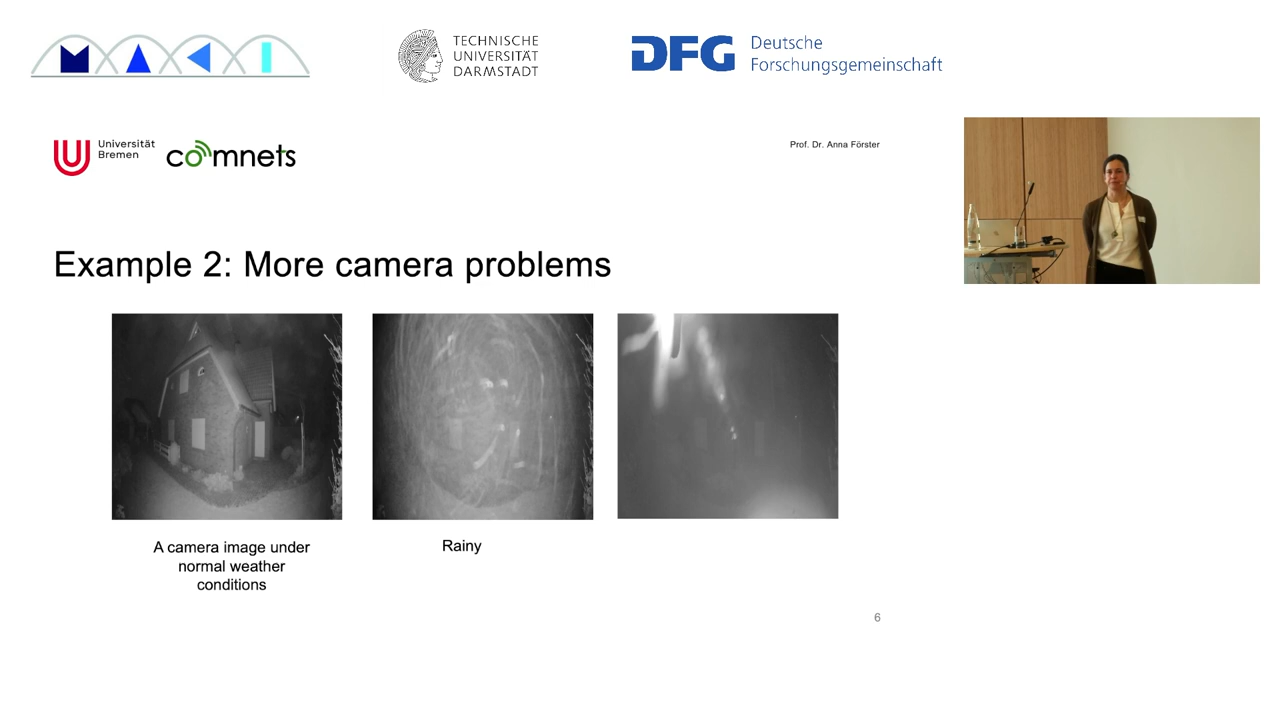 TECHNISCHE
UNIVERSITÄT
DARMSTADT
DFG Deutsche
Forschungsgemeinschaft
Universität
Bremen
comnets
Prof. Dr. Anna Förster
Example 2: More camera problems
A camera image under
normal weather
conditions
Rainy
6